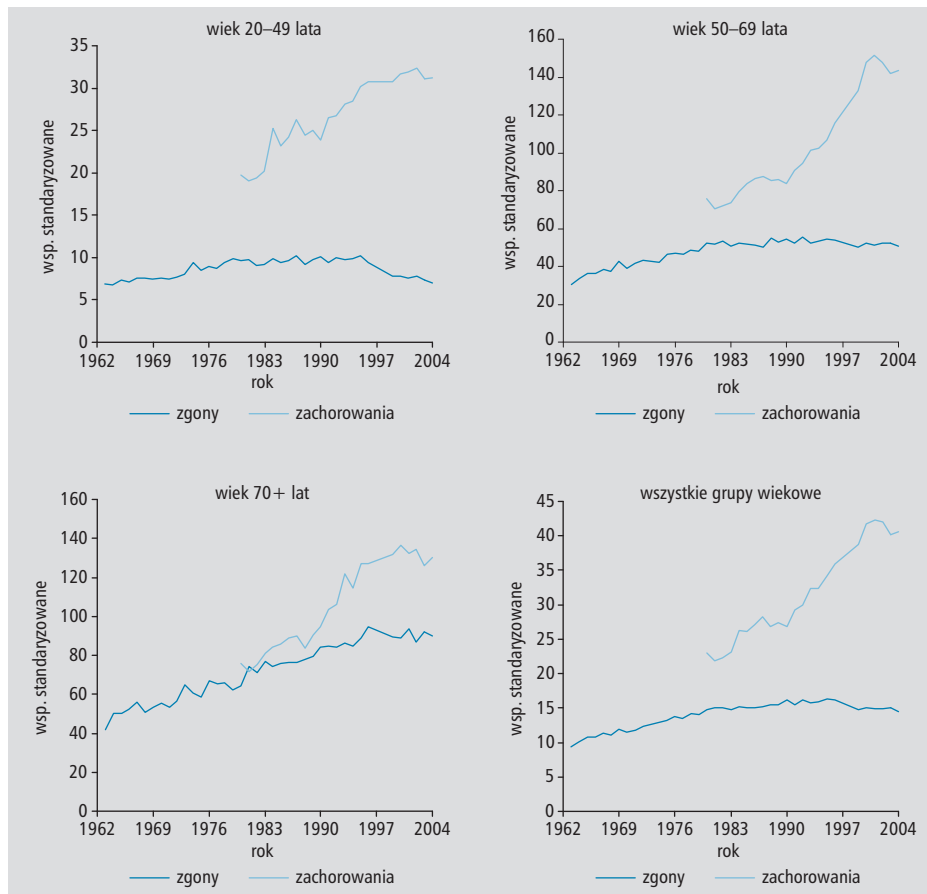 wiek 20–49 lata
35
30
25
20
15
10
5
0
wsp. standaryzowane
1962 1969 1976 1983 1990 1997 2004
rok
zgony zachorowania
wiek 50–69 lata
160
140
120
100
80
60
40
20
0
wsp. standaryzowane
1962 1969 1976 1983 1990 1997 2004
rok
zgony zachorowania
wiek 70+ lat
160
140
120
100
80
60
40
20
0
wsp. standaryzowane
1962 1969 1976 1983 1990 1997 2004
rok
zgony zachorowania
wszystkie grupy wiekowe
45
40
35
30
25
20
15
10
5
0
wsp. standaryzowane
1962 1969 1976 1983 1990 1997 2004
rok
zgony zachorowania